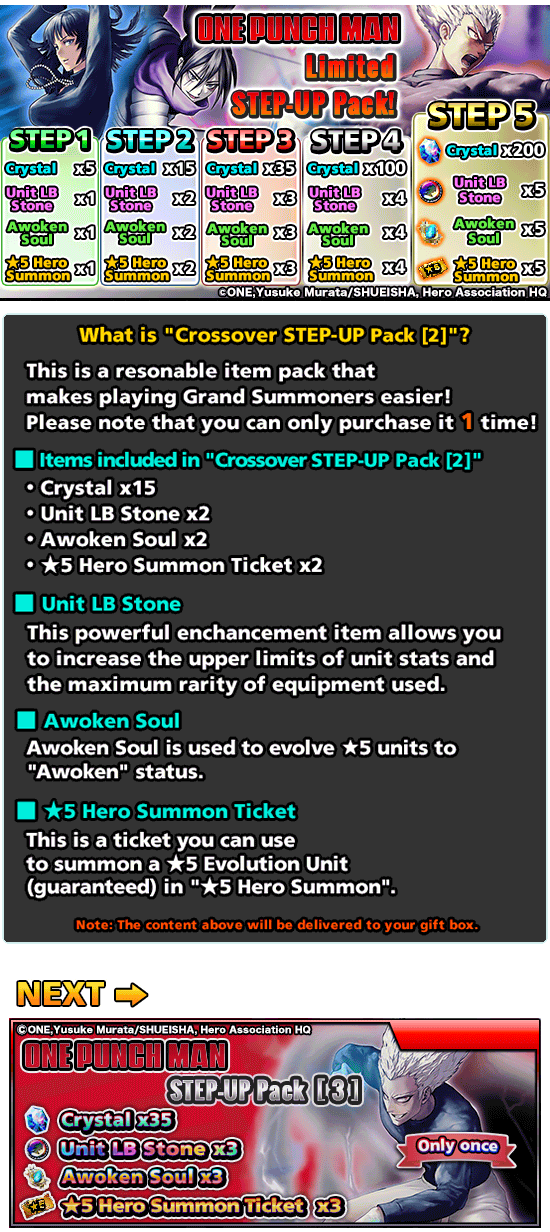 ONE PUNCH MAN
Limited
STEP-UP Pack!
STEP 1
Crystal x5
Unit LB Stone x1
Awoken Soul x1
★5 Hero Summon x1
STEP 2
Crystal x15
Unit LB Stone x2
Awoken Soul x2
★5 Hero Summon x2
STEP 3
Crystal x35
Unit LB Stone x3
Awoken Soul x3
★5 Hero Summon x3
STEP 4
Crystal x100
Unit LB Stone x4
Awoken Soul x4
★5 Hero Summon x4
STEP 5
Crystal x200
Unit LB Stone x5
Awoken Soul x5
★5 Hero Summon x5
©ONE,Yusuke Murata/SHUEISHA, Hero Association HQ
What is "Crossover STEP-UP Pack [2]"?
This is a resonable item pack that
makes playing Grand Summoners easier!
Please note that you can only purchase it 1 time!
■ Items included in "Crossover STEP-UP Pack [2]"
・Crystal x15
・Unit LB Stone x2
・Awoken Soul x2
・★5 Hero Summon Ticket x2
■ Unit LB Stone
This powerful enchancement item allows you
to increase the upper limits of unit stats and
the maximum rarity of equipment used.
■ Awoken Soul
Awoken Soul is used to evolve ★5 units to
"Awoken" status.
■ ★5 Hero Summon Ticket
This is a ticket you can use
to summon a ★5 Evolution Unit
(guaranteed) in "★5 Hero Summon".
Note: The content above will be delivered to your gift box.
NEXT ➡
©ONE,Yusuke Murata/SHUEISHA, Hero Association HQ
ONE PUNCH MAN
STEP-UP Pack [3]
Crystal x35
Unit LB Stone x3
Only once
Awoken Soul x3
★5 Hero Summon Ticket x3